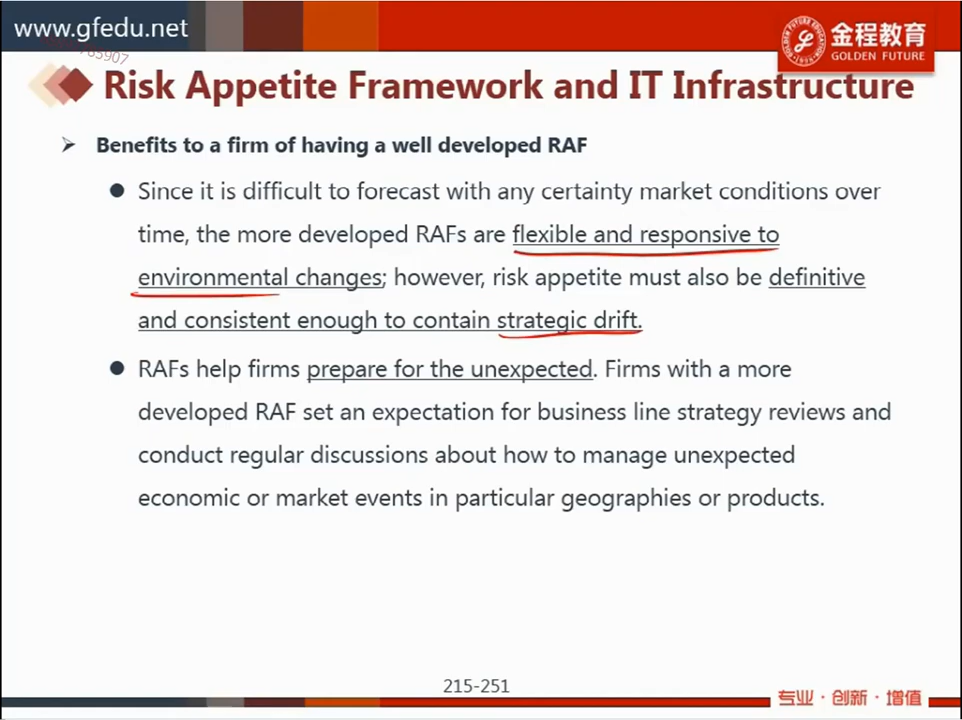 www.gfedu.net
金程教育
GOLDEN FUTURE
Risk Appetite Framework and IT Infrastructure
➢ Benefits to a firm of having a well developed RAF
● Since it is difficult to forecast with any certainty market conditions over
time, the more developed RAFs are flexible and responsive to
environmental changes; however, risk appetite must also be definitive
and consistent enough to contain strategic drift.
● RAFs help firms prepare for the unexpected. Firms with a more
developed RAF set an expectation for business line strategy reviews and
conduct regular discussions about how to manage unexpected
economic or market events in particular geographies or products.
215-251
专业·创新·增值